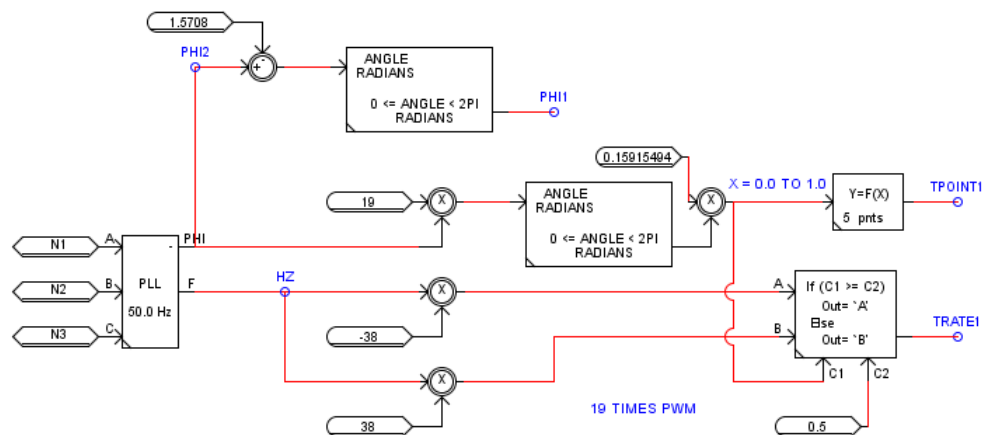 1.5708
PHI2
+
-
ANGLE
RADIANS
0 <= ANGLE < 2PI
RADIANS
PHI1
0.15915494
19
X
ANGLE
RADIANS
0 <= ANGLE < 2PI
RADIANS
X
X = 0.0 TO 1.0
Y=F(X)
5 pnts
TPOINT1
N1
A
N2
B
N3
C
PLL
50.0 Hz
-
PHI
F
HZ
X
-38
X
38
A
B
If (C1 >= C2)
Out= `A'
Else
Out= `B'
TRATE1
C1
C2
19 TIMES PWM
0.5